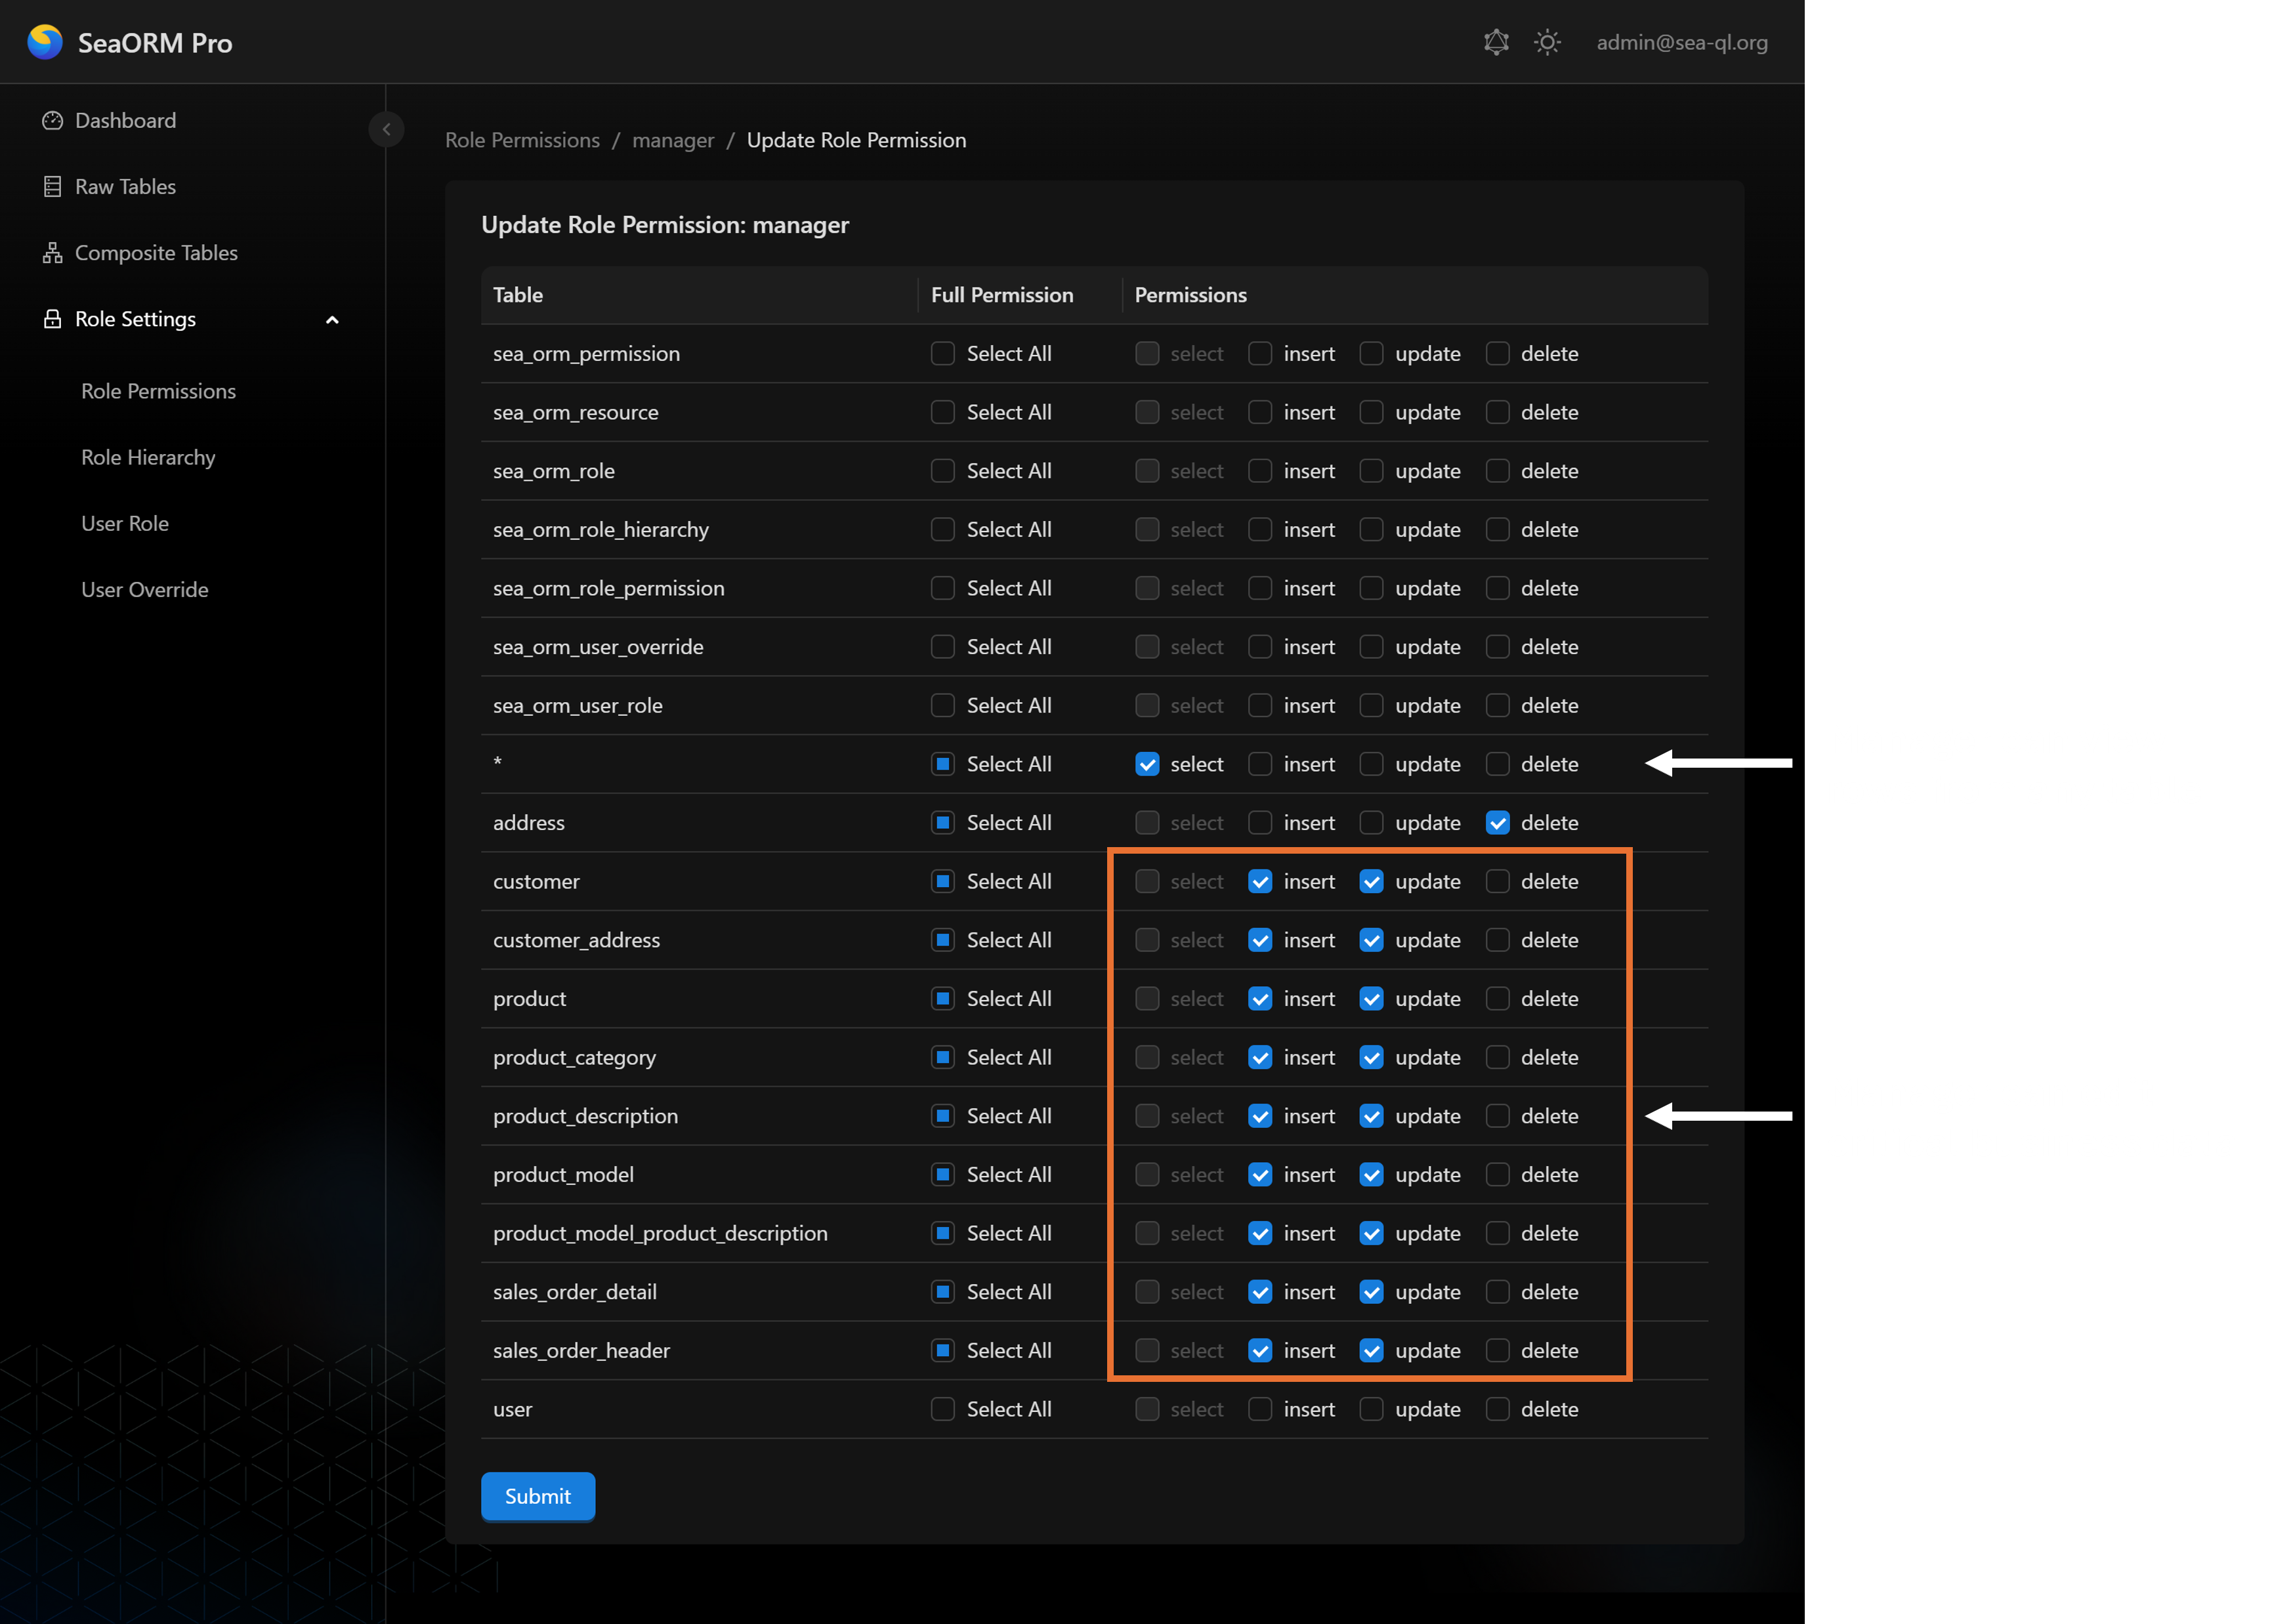 SeaORM Pro
admin@sea-ql.org
Dashboard
Raw Tables
Composite Tables
Role Settings
Role Permissions
Role Hierarchy
User Role
User Override
Role Permissions / manager / Update Role Permission
Update Role Permission: manager
Table Full Permission Permissions
sea_orm_permission Select All select insert update delete
sea_orm_resource Select All select insert update delete
sea_orm_role Select All select insert update delete
sea_orm_role_hierarchy Select All select insert update delete
sea_orm_role_permission Select All select insert update delete
sea_orm_user_override Select All select insert update delete
sea_orm_user_role Select All select insert update delete
* Select All select insert update delete
address Select All select insert update delete
customer Select All select insert update delete
customer_address Select All select insert update delete
product Select All select insert update delete
product_category Select All select insert update delete
product_description Select All select insert update delete
product_model Select All select insert update delete
product_model_product_description Select All select insert update delete
sales_order_detail Select All select insert update delete
sales_order_header Select All select insert update delete
user Select All select insert update delete
Submit